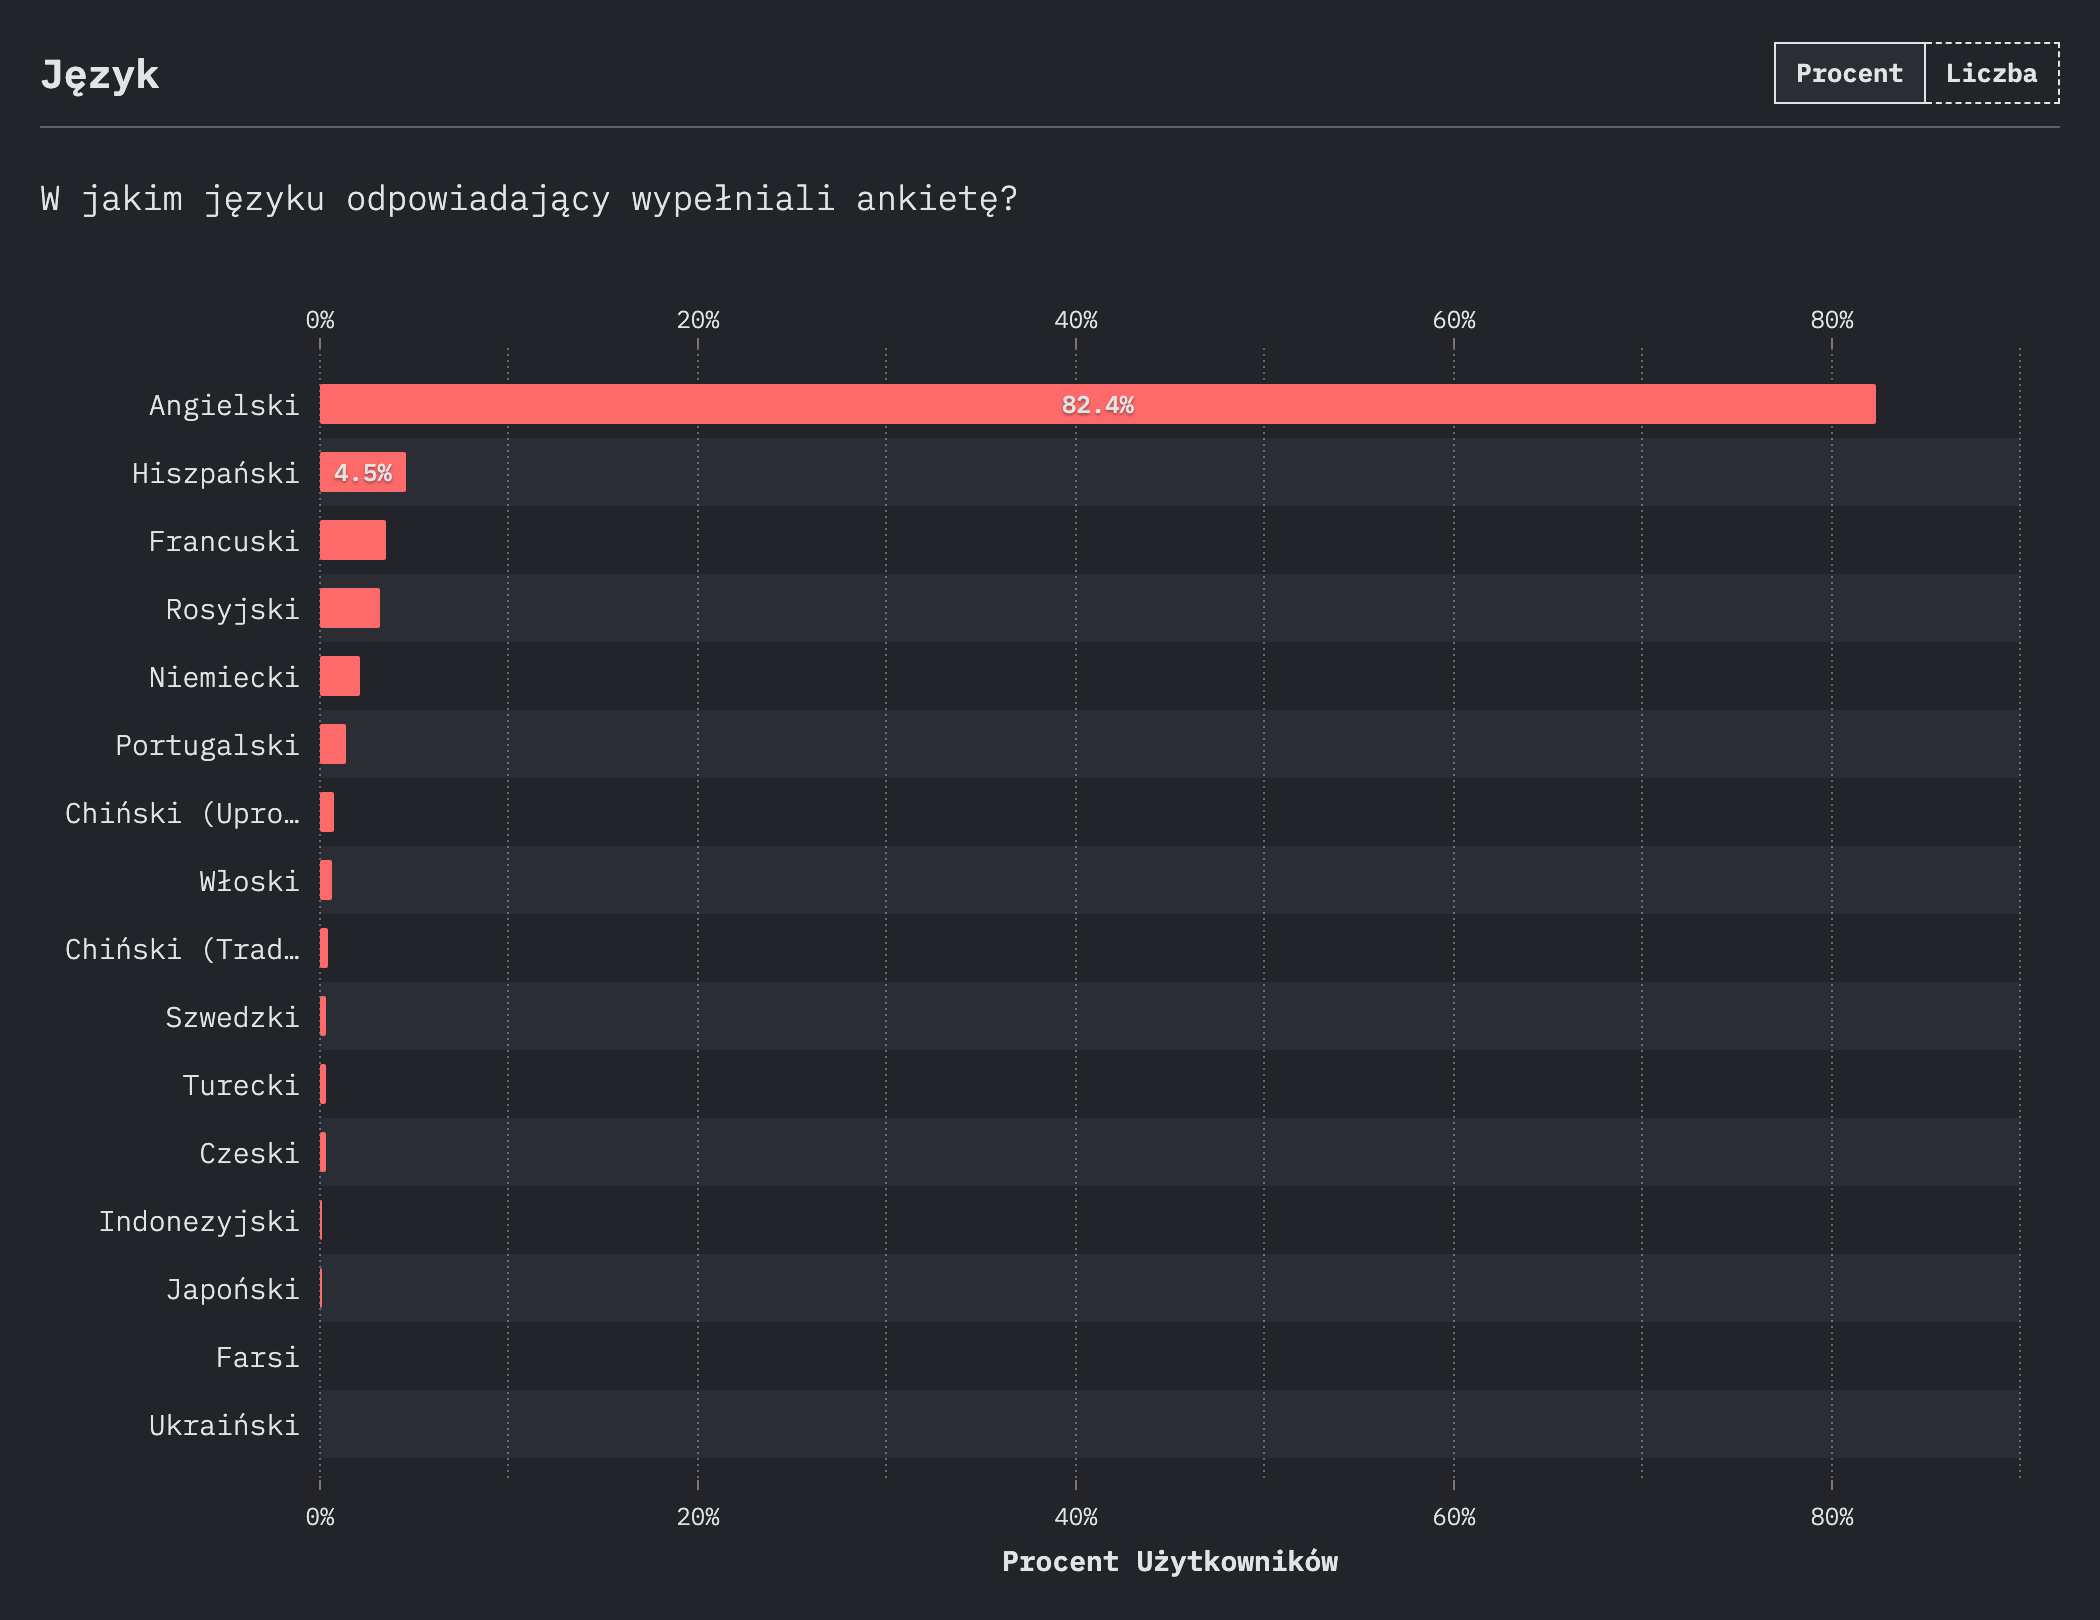 Język
Procent Liczba
W jakim języku odpowiadający wypełniali ankietę?
0% 20% 40% 60% 80%
Angielski 82.4%
Hiszpański 4.5%
Francuski
Rosyjski
Niemiecki
Portugalski
Chiński (Upro…
Włoski
Chiński (Trad…
Szwedzki
Turecki
Czeski
Indonezyjski
Japoński
Farsi
Ukraiński
0% 20% 40% 60% 80%
Procent Użytkowników